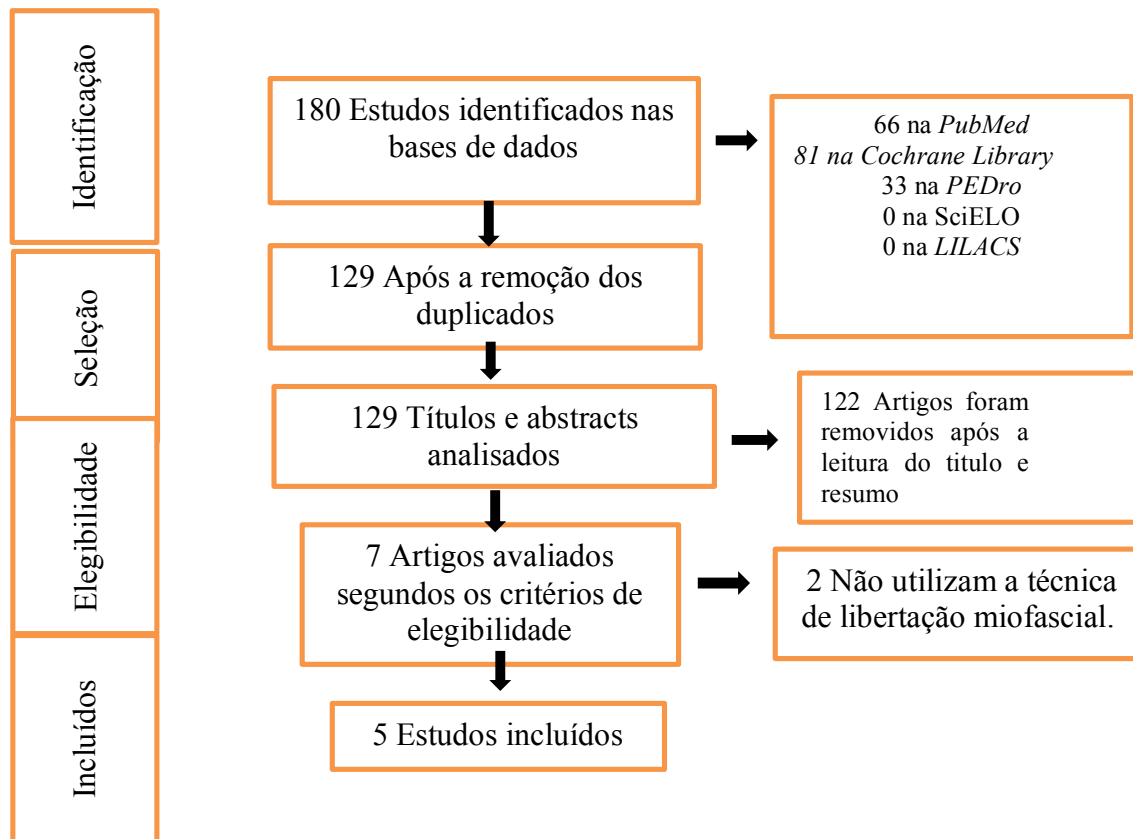 Identificação
180 Estudos identificados nas
bases de dados
66 na PubMed
81 na Cochrane Library
33 na PEDro
0 na SciELO
0 na LILACS
Seleção
129 Após a remoção dos
duplicados
129 Títulos e abstracts
analisados
122 Artigos foram
removidos após a
leitura do titulo e
resumo
Elegibilidade
7 Artigos avaliados
segundos os critérios de
elegibilidade
2 Não utilizam a técnica
de libertação miofascial.
Incluídos
5 Estudos incluídos